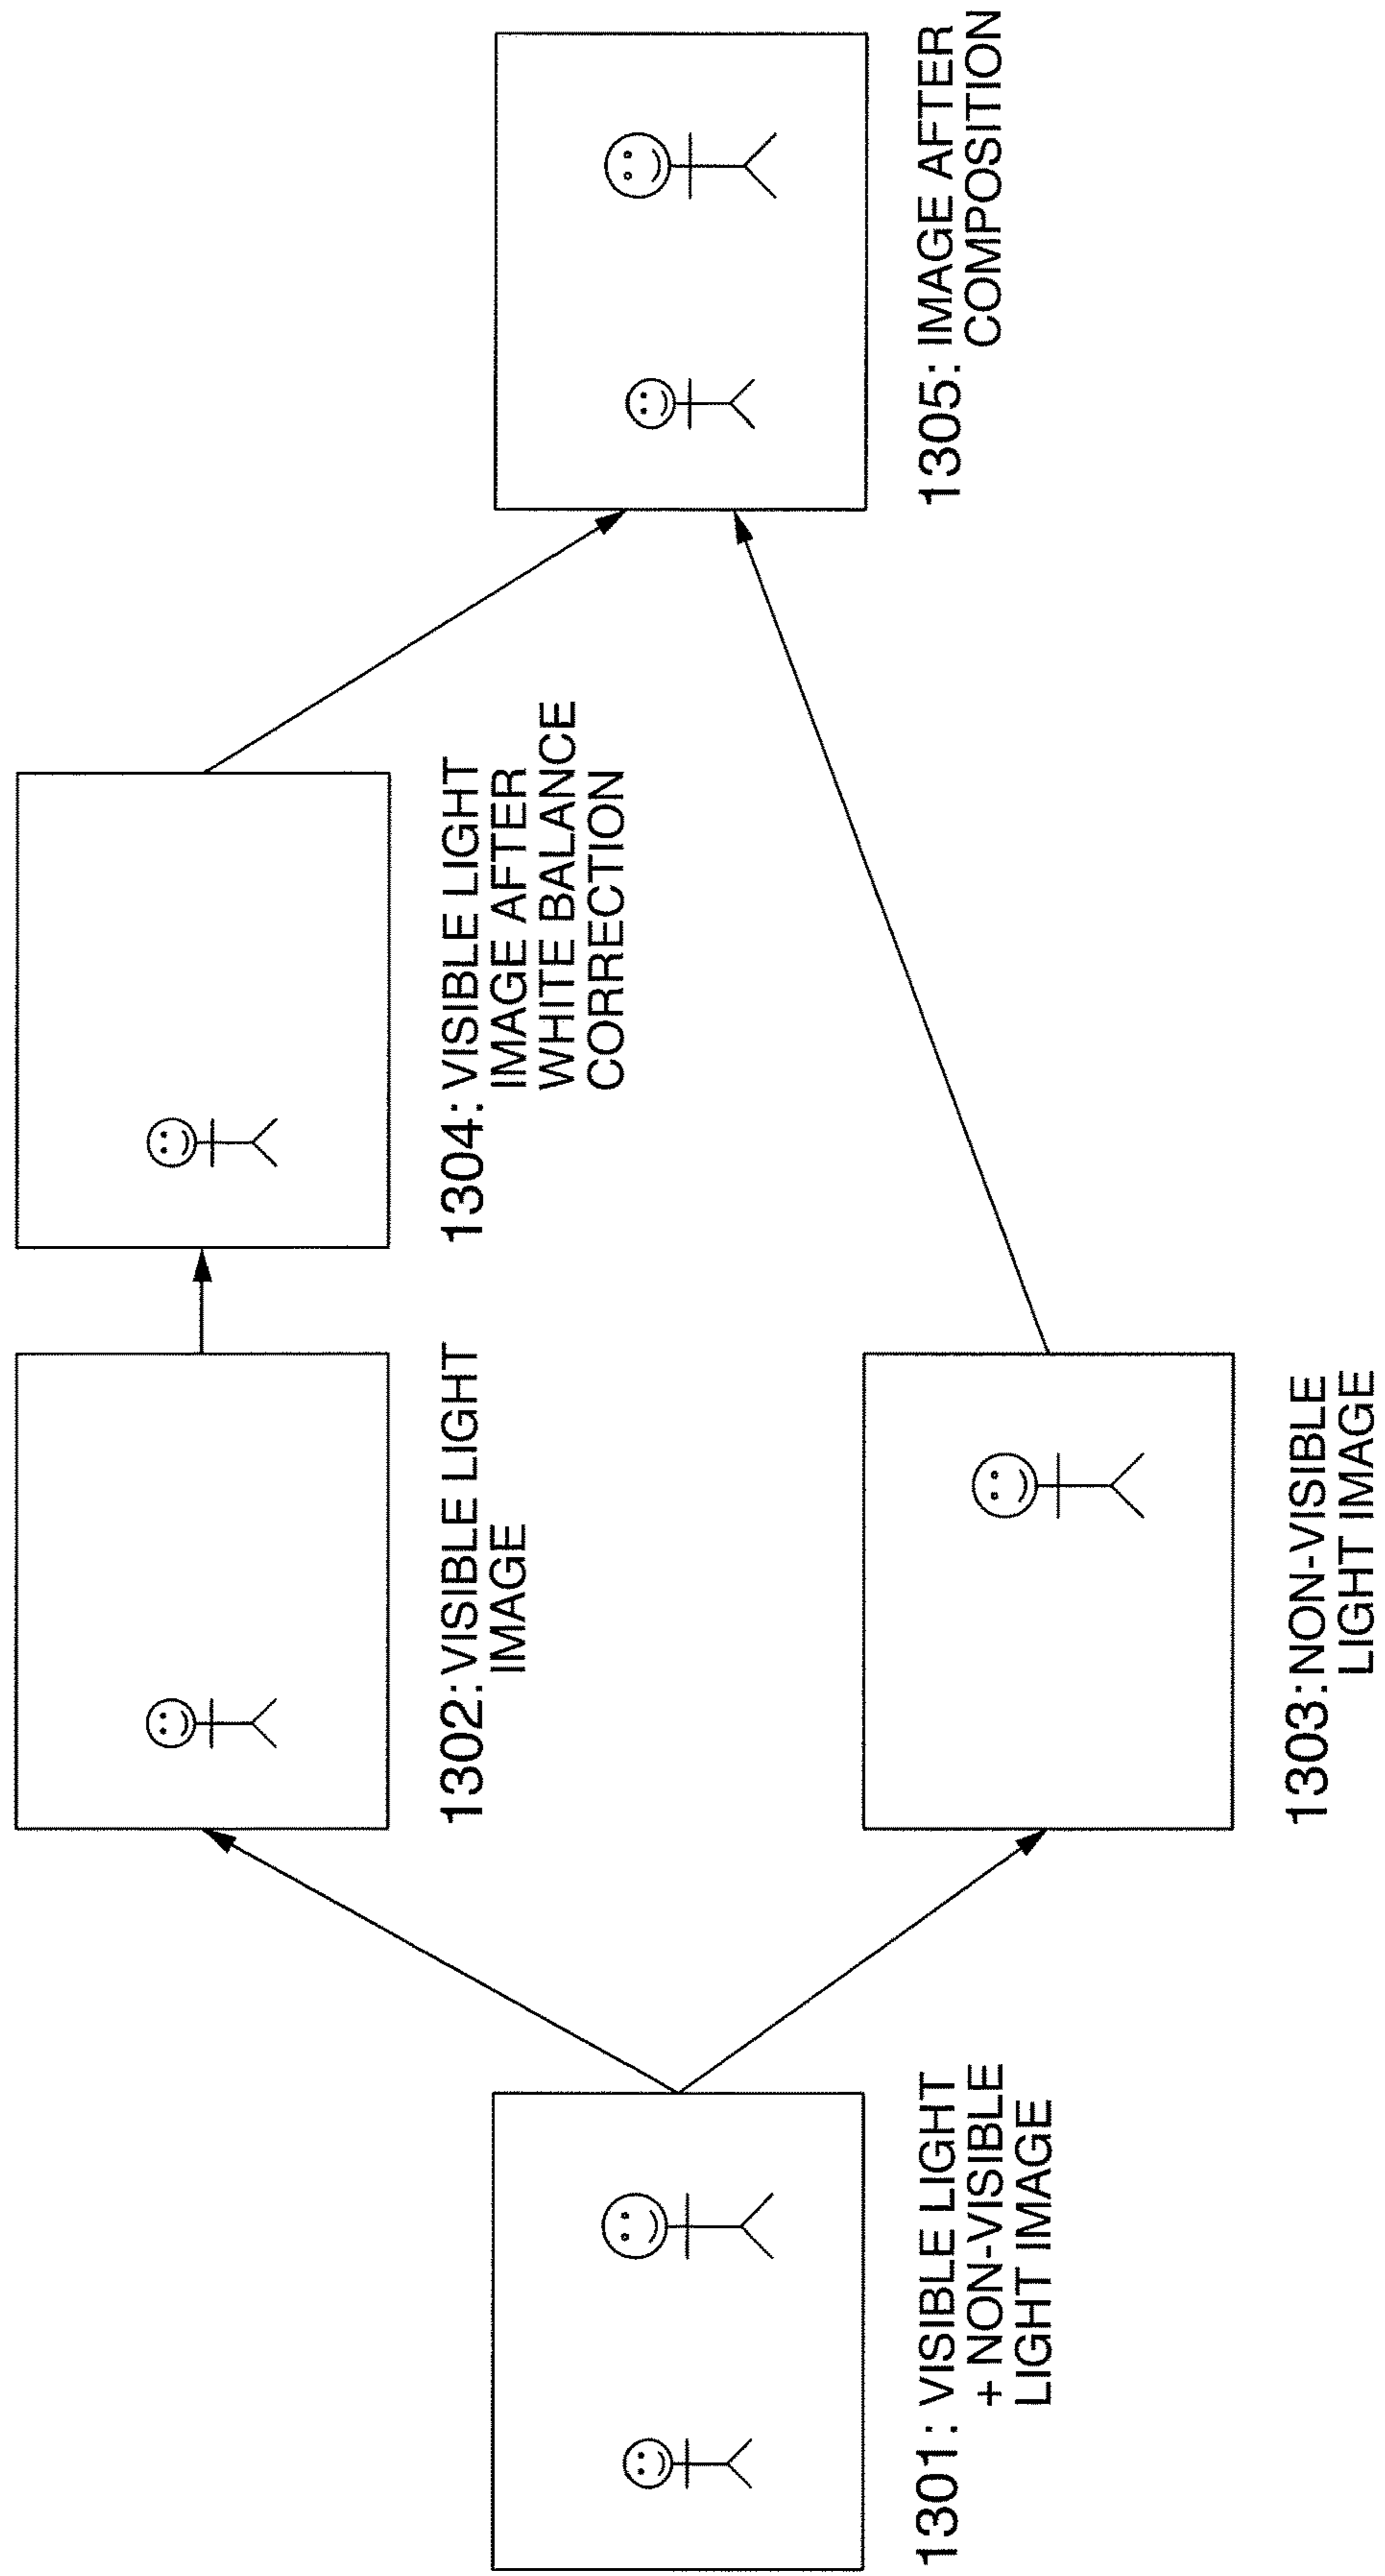 1301: VISIBLE LIGHT
+ NON-VISIBLE
LIGHT IMAGE
1302: VISIBLE LIGHT
IMAGE
1303: NON-VISIBLE
LIGHT IMAGE
1304: VISIBLE LIGHT
IMAGE AFTER
WHITE BALANCE
CORRECTION
1305: IMAGE AFTER
COMPOSITION